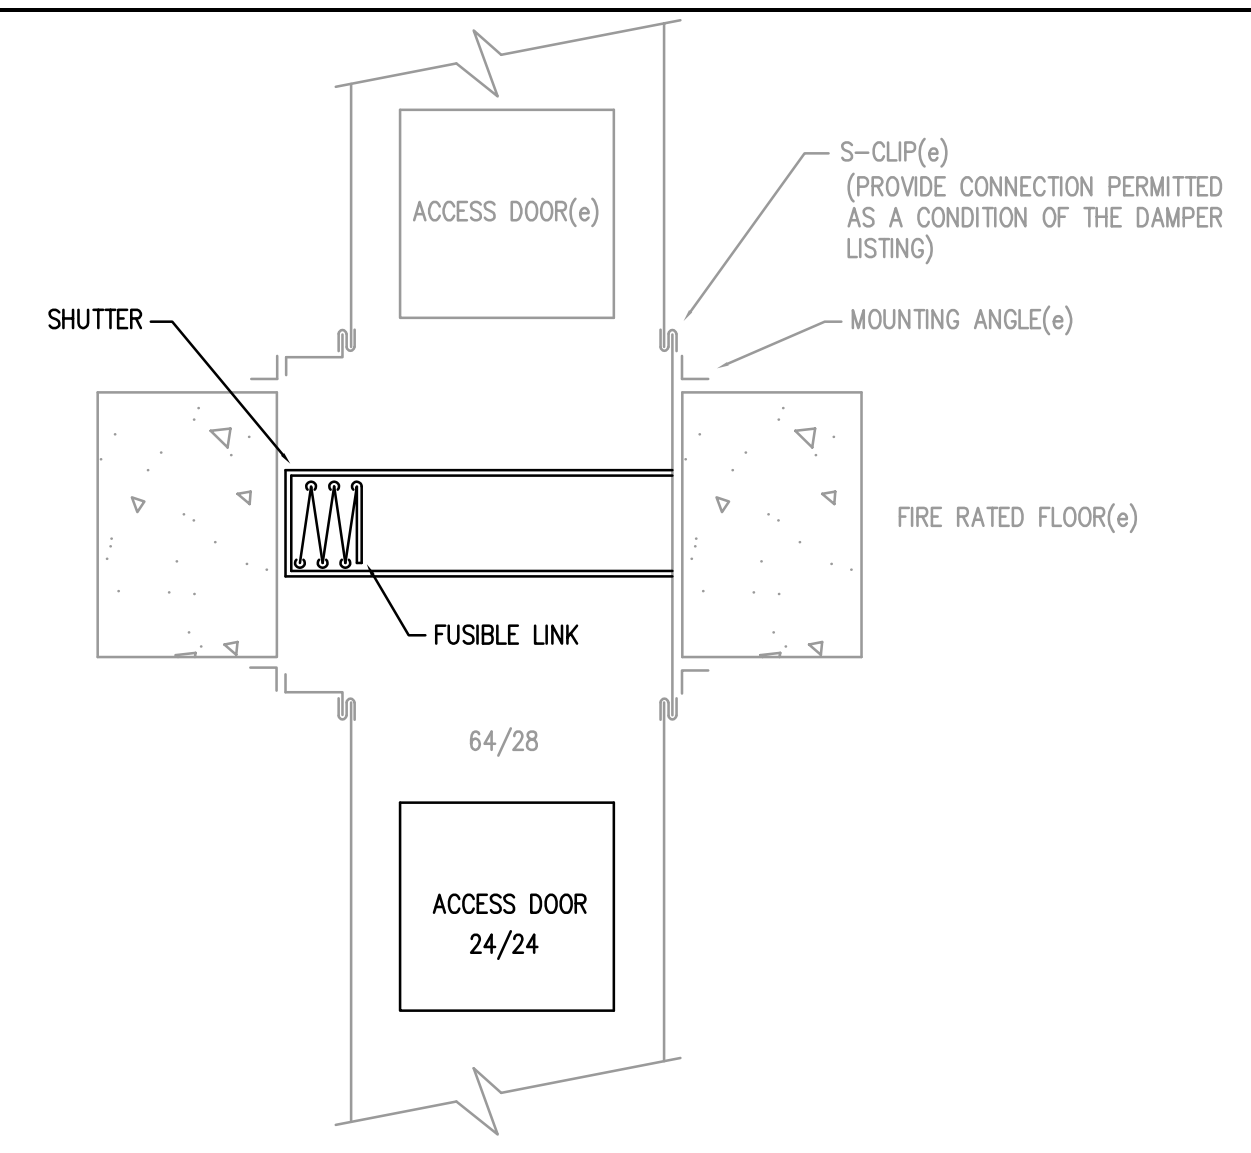 S-CLIP(e)
(PROVIDE CONNECTION PERMITTED
AS A CONDITION OF THE DAMPER
LISTING)
ACCESS DOOR(e)
SHUTTER
MOUNTING ANGLE(e)
FIRE RATED FLOOR(e)
FUSIBLE LINK
64/28
ACCESS DOOR
24/24